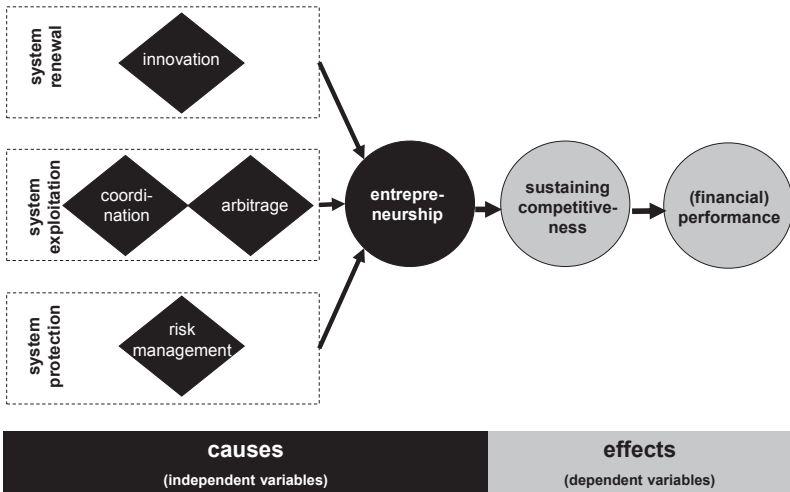 system
renewal
innovation
system
exploitation
coordi-
nation
arbitrage
system
protection
risk
management
entrepre-
neurship
sustaining
competitive-
ness
(financial)
performance
causes
(independent variables)
effects
(dependent variables)